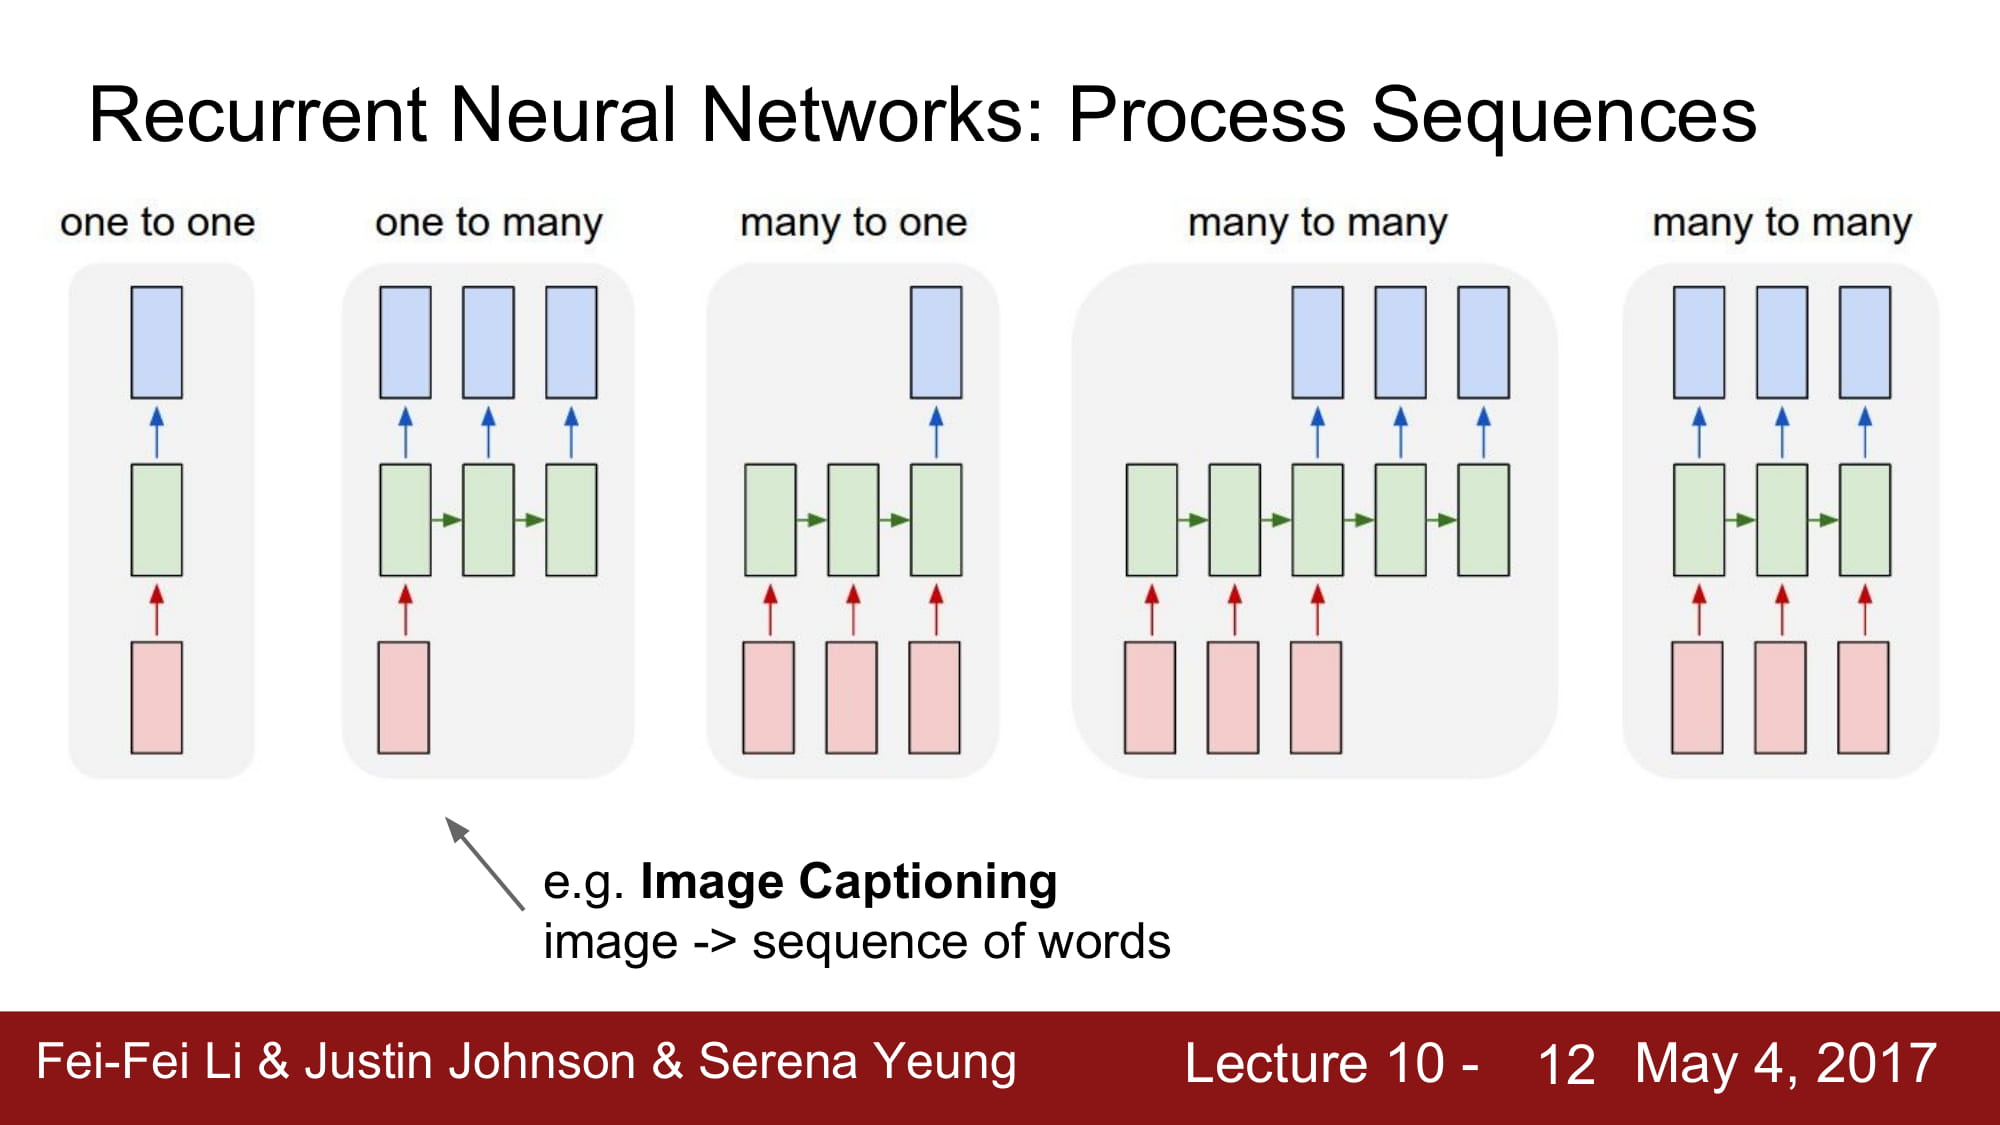 Recurrent Neural Networks: Process Sequences
one to one
one to many
many to one
many to many
many to many
e.g. Image Captioning
image -> sequence of words
Fei-Fei Li & Justin Johnson & Serena Yeung
Lecture 10 - 12 May 4, 2017